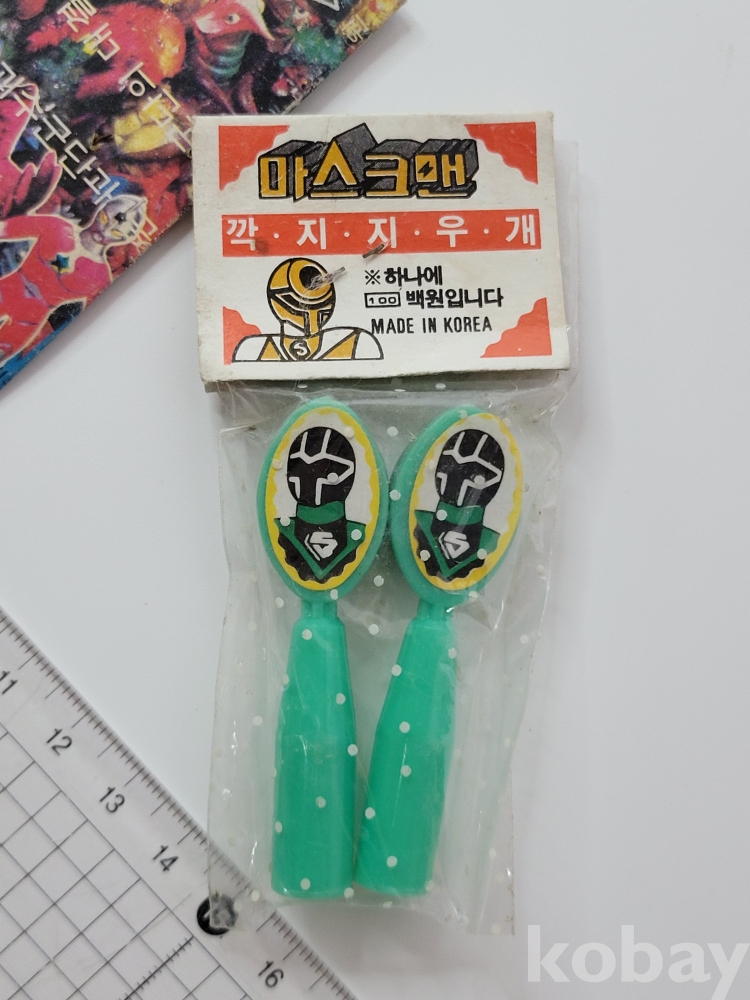 마스크맨
깍·지·지·우·개
※하나에
100 백원입니다
MADE IN KOREA
S
S
S
11
12
13
14
16
kobay